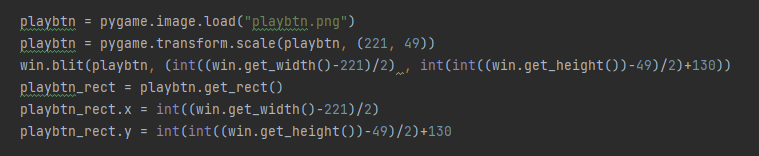 playbtn = pygame.image.load("playbtn.png")
playbtn = pygame.transform.scale(playbtn, (221, 49))
win.blit(playbtn, (int((win.get_width()-221)/2) , int(int((win.get_height())-49)/2)+130))
playbtn_rect = playbtn.get_rect()
playbtn_rect.x = int((win.get_width()-221)/2)
playbtn_rect.y = int(int((win.get_height())-49)/2)+130